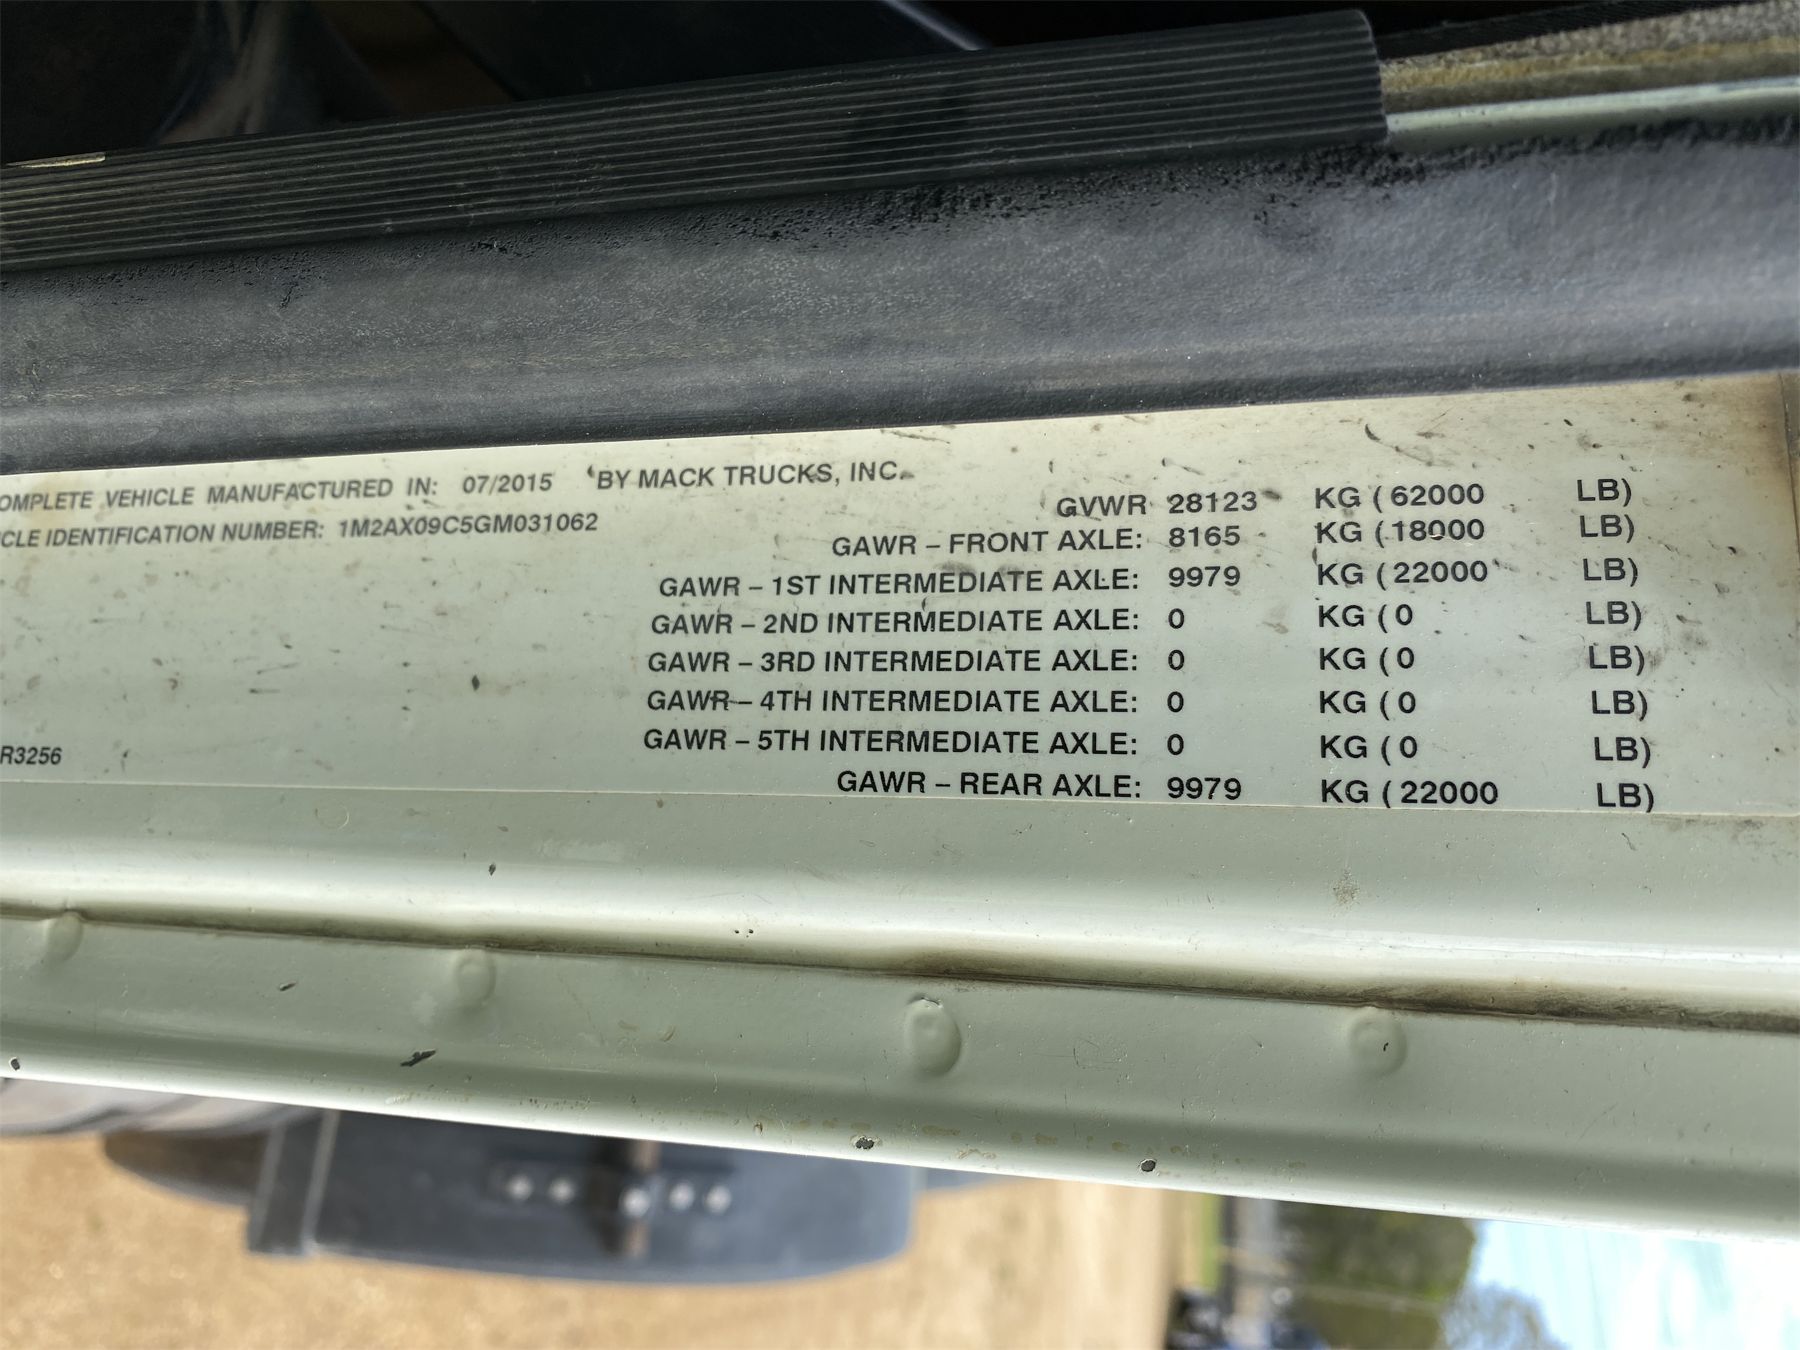 OMPLETE VEHICLE MANUFACTURED IN: 07/2015 BY MACK TRUCKS, INC.
CLE IDENTIFICATION NUMBER: 1M2AX09C5GM031062
GVWR 28123 KG (62000 LB)
GAWR – FRONT AXLE: 8165 KG (18000 LB)
GAWR – 1ST INTERMEDIATE AXLE: 9979 KG (22000 LB)
GAWR – 2ND INTERMEDIATE AXLE: 0 KG (0 LB)
GAWR – 3RD INTERMEDIATE AXLE: 0 KG (0 LB)
GAWR – 4TH INTERMEDIATE AXLE: 0 KG (0 LB)
GAWR – 5TH INTERMEDIATE AXLE: 0 KG (0 LB)
GAWR – REAR AXLE: 9979 KG (22000 LB)
R3256